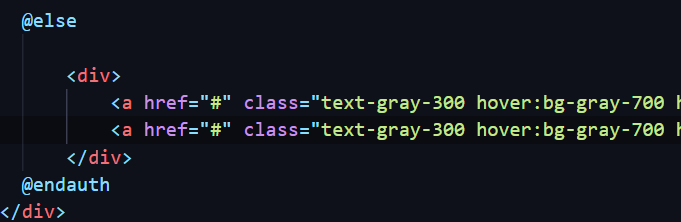 @else
<div>
<a href="#" class="text-gray-300 hover:bg-gray-700 h
<a href="#" class="text-gray-300 hover:bg-gray-700 h
</div>
@endauth
</div>